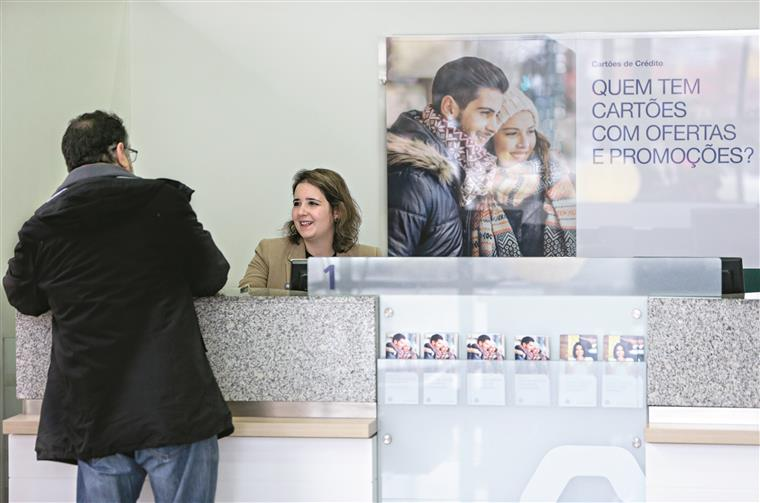 Cartões de Crédito
QUEM TEM
CARTÕES
COM OFERTAS
E PROMOÇÕES?
1